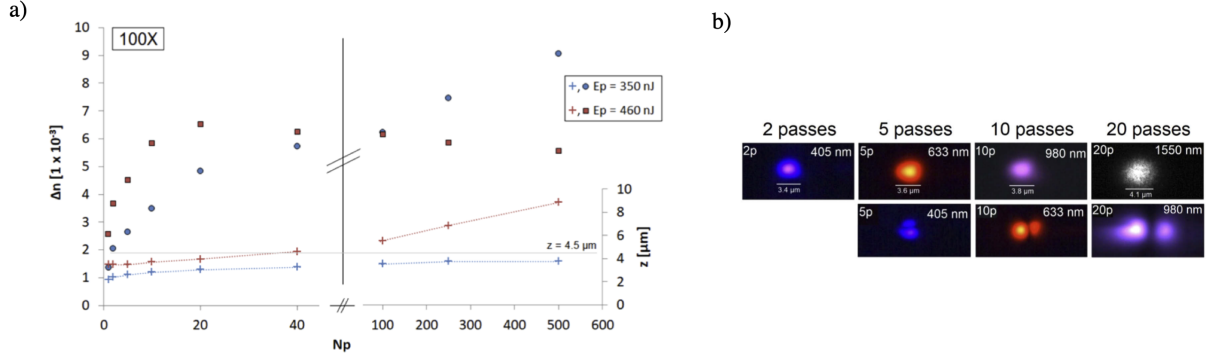 a)
100X
Δn [1 x 10⁻³]
10
9
8
7
6
5
4
3
2
1
0
+, ● Ep = 350 nJ
+, ■ Ep = 460 nJ
z = 4.5 µm
10
8
6
4
2
0
z [µm]
0 20 40 100 200 300 400 500 600
Np
b)
2 passes 5 passes 10 passes 20 passes
2p 405 nm 5p 633 nm 10p 980 nm 20p 1550 nm
3.4 µm 3.6 µm 3.8 µm 4.1 µm
5p 405 nm 10p 633 nm 20p 980 nm